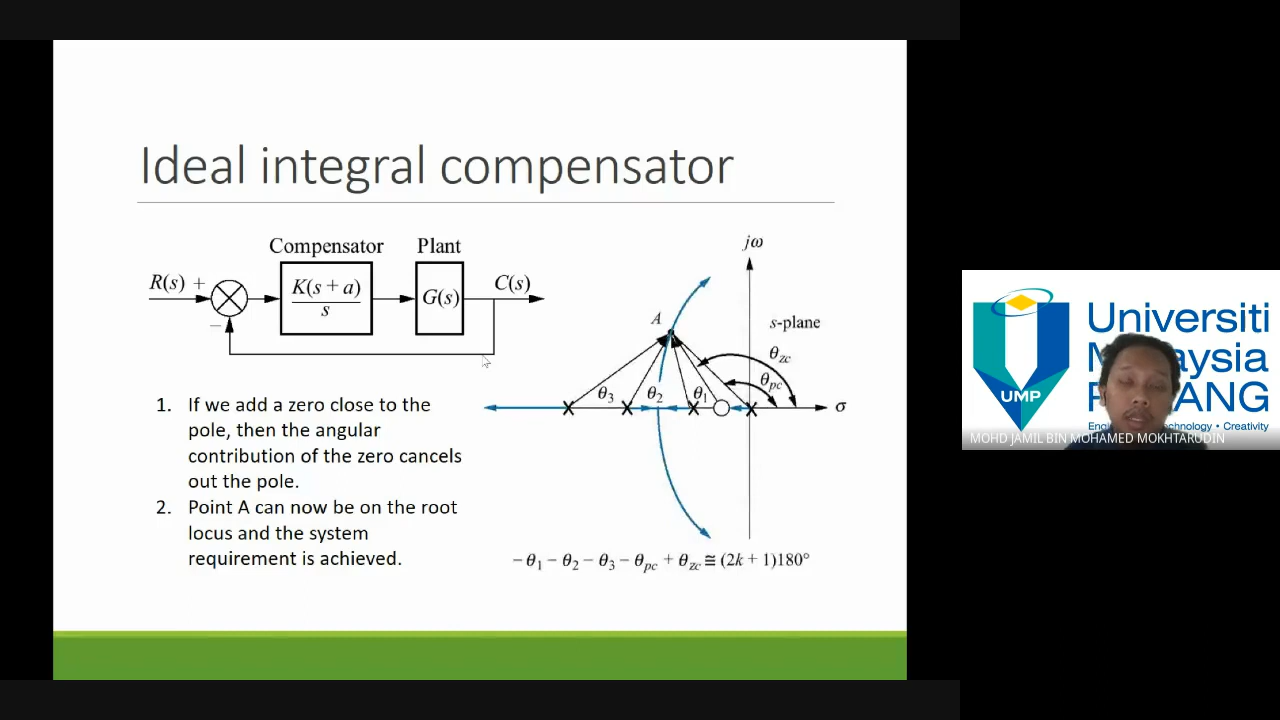 Ideal integral compensator
Compensator
Plant
R(s) +
K(s + a)
s
G(s)
C(s)
−
1. If we add a zero close to the
pole, then the angular
contribution of the zero cancels
out the pole.
2. Point A can now be on the root
locus and the system
requirement is achieved.
jω
A
s-plane
θzc
θpc
θ3
θ2
θ1
σ
−θ1 − θ2 − θ3 − θpc + θzc ≅ (2k + 1)180°
Universiti
M aysia
P ANG
UMP
chnology • Creativity
MOHD JAMIL BIN MOHAMED MOKHTARUDIN